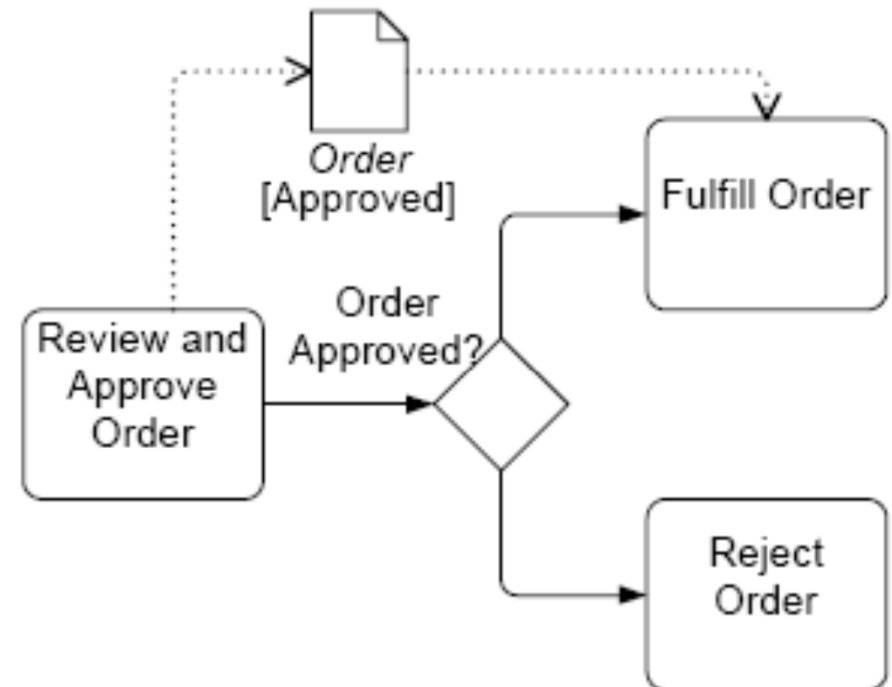 Order
[Approved]
Fulfill Order
Order
Approved?
Review and
Approve
Order
Reject
Order